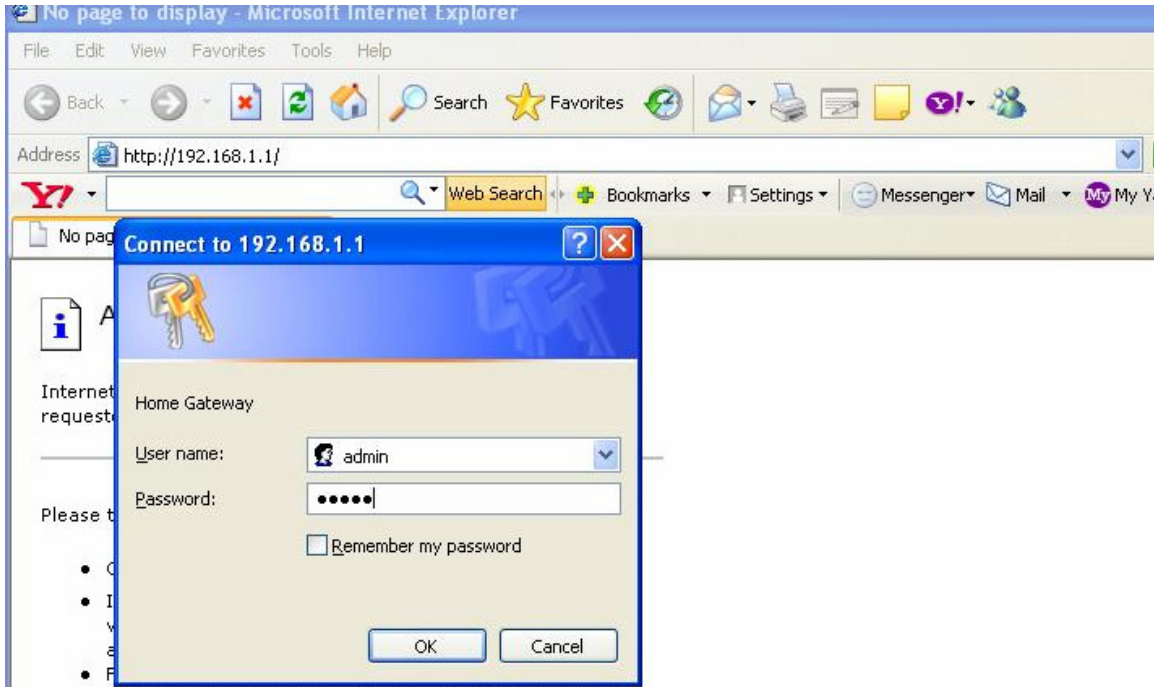 No page to display - Microsoft Internet Explorer
File Edit View Favorites Tools Help
Back Search Favorites
Address http://192.168.1.1/
Y! Web Search Bookmarks Settings Messenger Mail My My
No pag
Connect to 192.168.1.1
i
Internet
Home Gateway
User name: admin
Password: •••••
Please t
Remember my password
OK Cancel